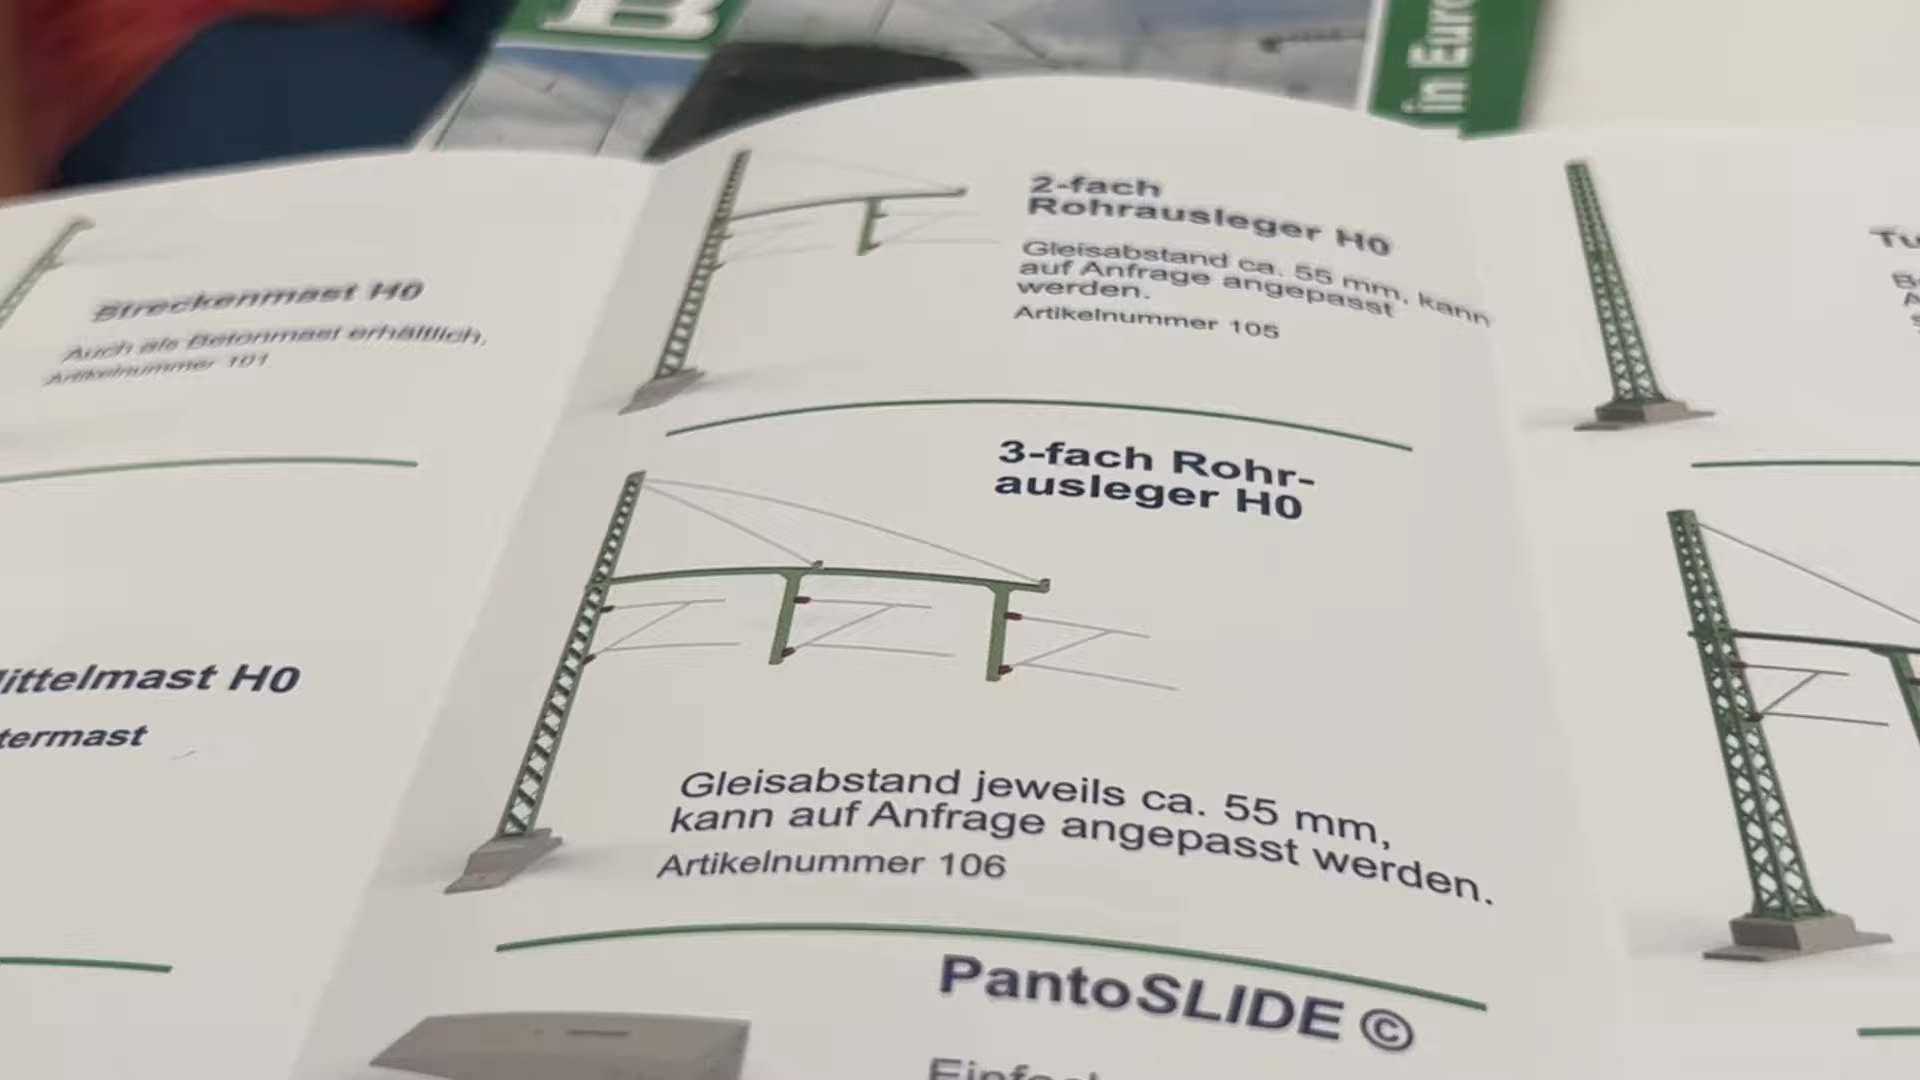 in Euro
Streckenmast H0
Auch als Betonmast erhältlich,
Artikelnummer 101
ittelmast H0
termast
2-fach
Rohrausleger H0
Gleisabstand ca. 55 mm, kann
auf Anfrage angepasst
werden.
Artikelnummer 105
3-fach Rohr-
ausleger H0
Gleisabstand jeweils ca. 55 mm,
kann auf Anfrage angepasst werden.
Artikelnummer 106
PantoSLIDE ©
Tu